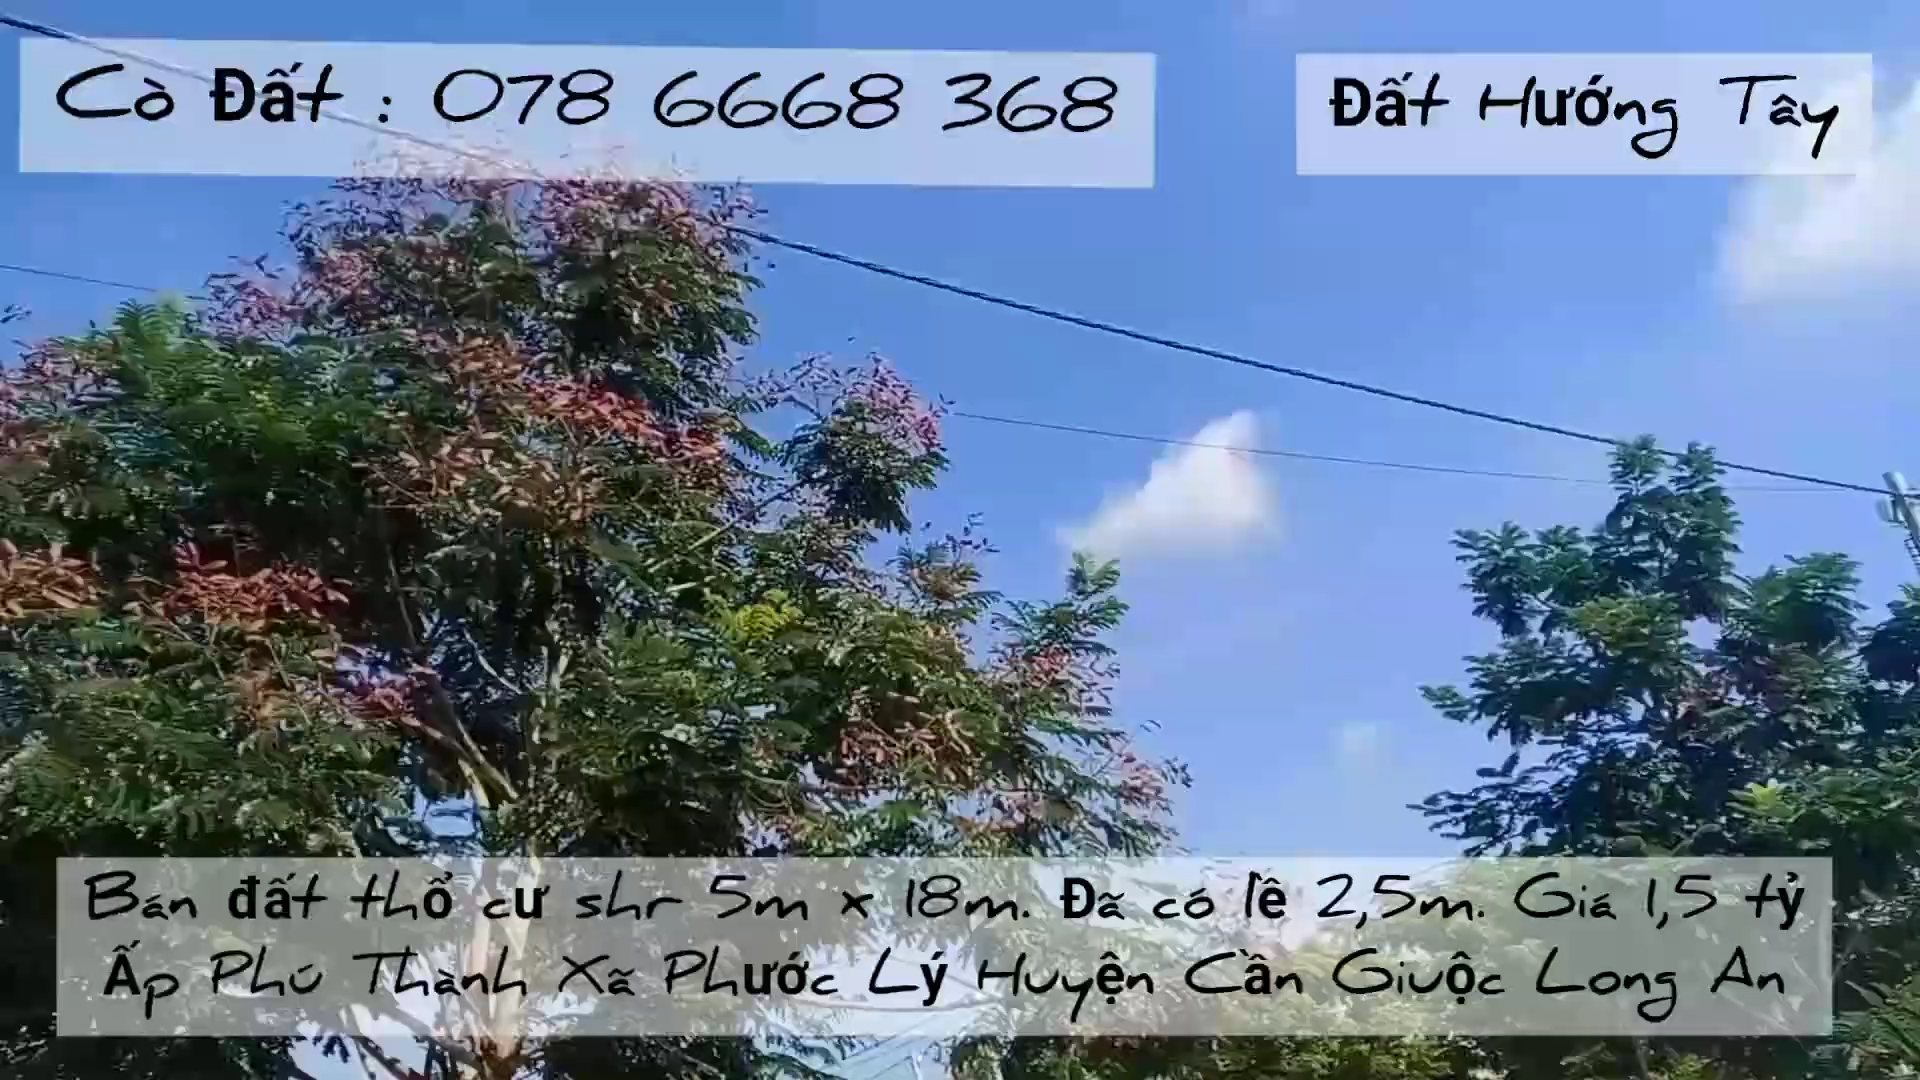 Cò Đất : 078 6668 368
Đất Hướng Tây
Bán đất thổ cư shr 5m x 18m. Đã có lề 2,5m. Giá 1,5 tỷ
Ấp Phú Thành Xã Phước Lý Huyện Cần Giuộc Long An